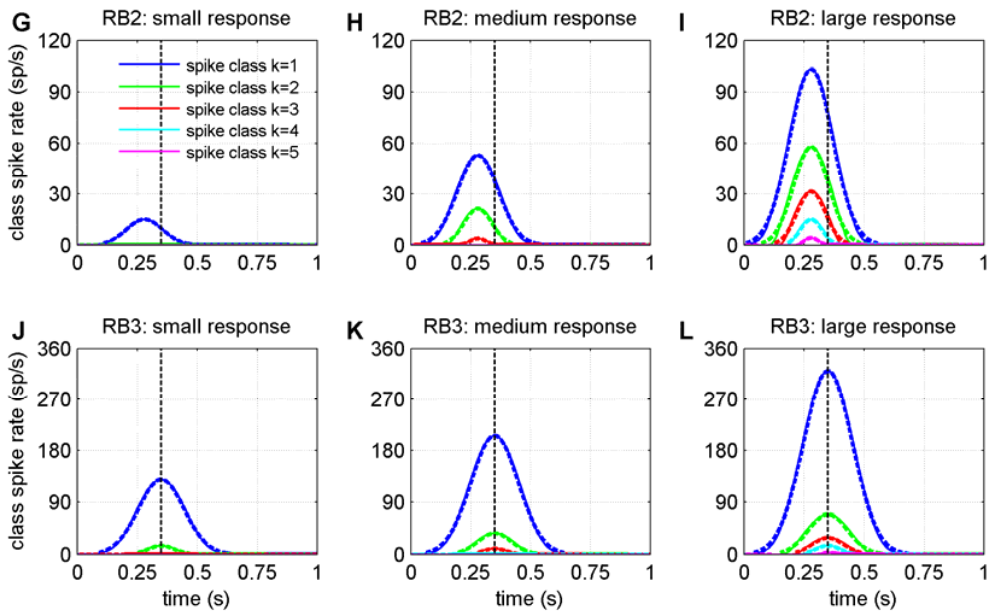 G RB2: small response
H RB2: medium response
I RB2: large response
class spike rate (sp/s)
120
90
60
30
0
spike class k=1
spike class k=2
spike class k=3
spike class k=4
spike class k=5
0 0.25 0.5 0.75 1
120
90
60
30
0
0 0.25 0.5 0.75 1
120
90
60
30
0
0 0.25 0.5 0.75 1
J RB3: small response
K RB3: medium response
L RB3: large response
class spike rate (sp/s)
360
270
180
90
0
0 0.25 0.5 0.75 1
time (s)
360
270
180
90
0
0 0.25 0.5 0.75 1
time (s)
360
270
180
90
0
0 0.25 0.5 0.75 1
time (s)